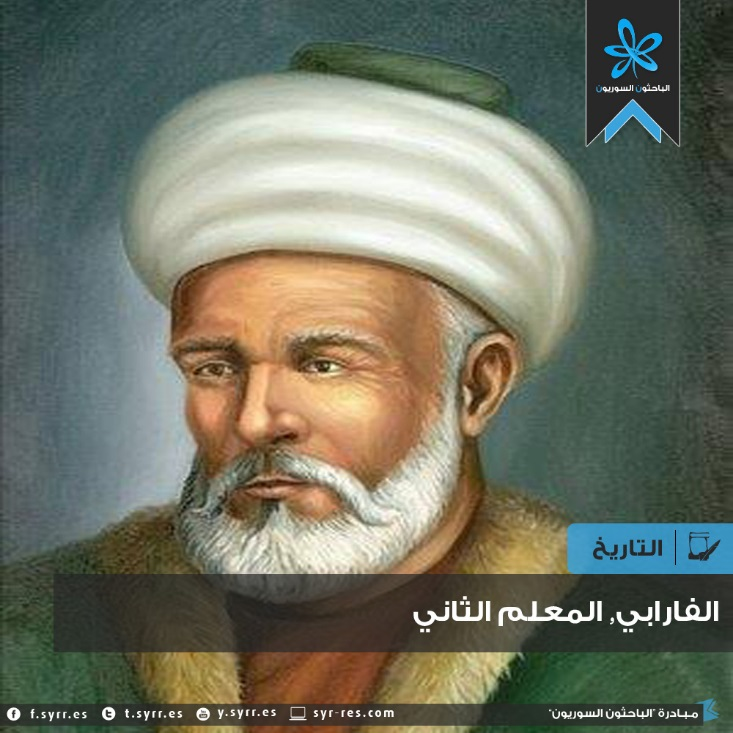 الباحثون السوريون
التاريخ
الفارابي, المعلم الثاني
f.syrr.es t.syrr.es y.syrr.es syr-res.com مبادرة "الباحثون السوريون"